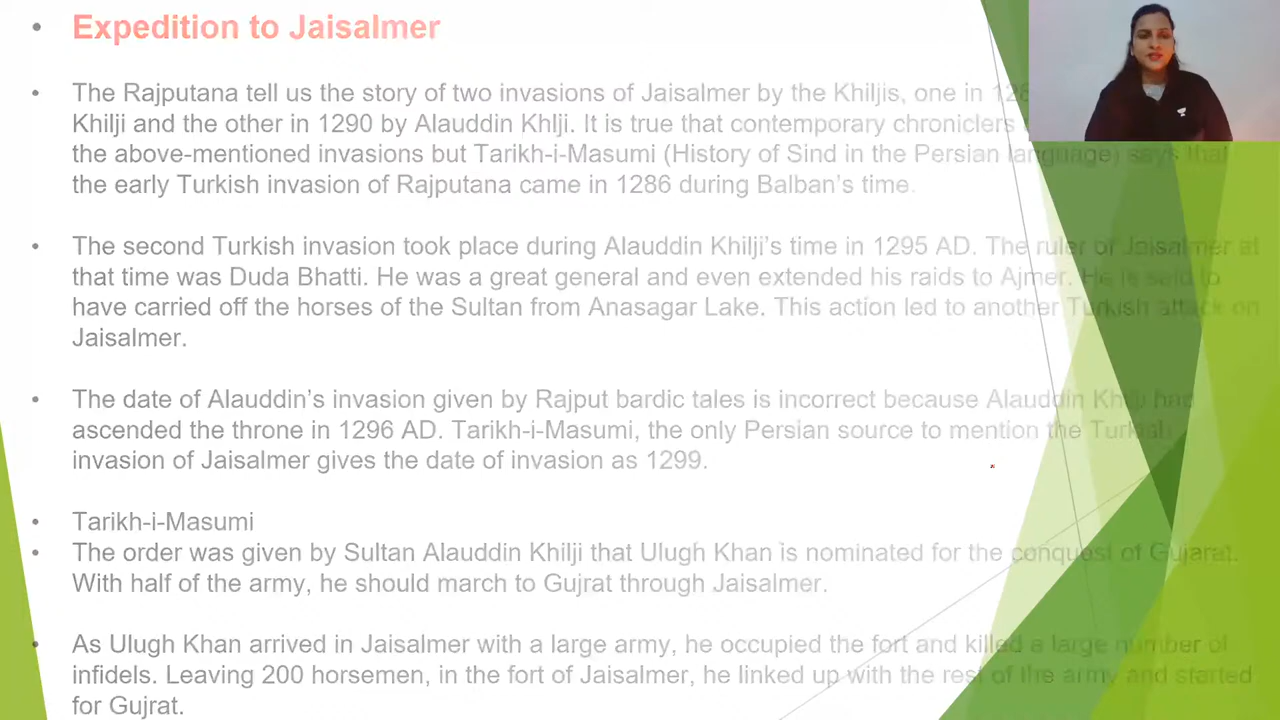 Expedition to Jaisalmer
The Rajputana tell us the story of two invasions of Jaisalmer by the Khiljis, one in
Khilji and the other in 1290 by Alauddin Khlji. It is true that contemporary chroniclers
the above-mentioned invasions but Tarikh-i-Masumi (History of Sind in the Persian language) says that
the early Turkish invasion of Rajputana came in 1286 during Balban's time.
The second Turkish invasion took place during Alauddin Khilji's time in 1295 AD. The ruler of Jaisalmer at
that time was Duda Bhatti. He was a great general and even extended his raids to Ajmer. He is said to
have carried off the horses of the Sultan from Anasagar Lake. This action led to another Turkish attack on
Jaisalmer.
The date of Alauddin's invasion given by Rajput bardic tales is incorrect because Alauddin Khilji had
ascended the throne in 1296 AD. Tarikh-i-Masumi, the only Persian source to mention the Turkish
invasion of Jaisalmer gives the date of invasion as 1299.
Tarikh-i-Masumi
The order was given by Sultan Alauddin Khilji that Ulugh Khan is nominated for the conquest of Gujarat.
With half of the army, he should march to Gujrat through Jaisalmer.
As Ulugh Khan arrived in Jaisalmer with a large army, he occupied the fort and killed a large number of
infidels. Leaving 200 horsemen, in the fort of Jaisalmer, he linked up with the rest of the army and started
for Gujrat.